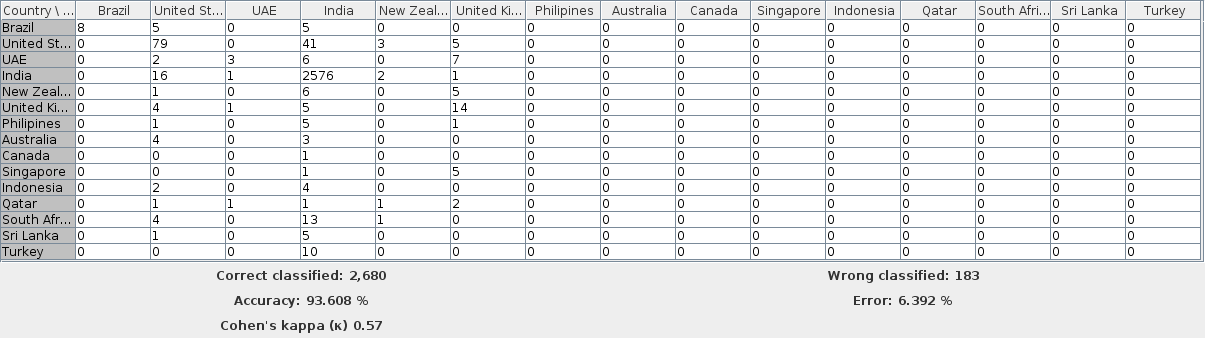 Country \ ... Brazil United St... UAE India New Zeal... United Ki... Philipines Australia Canada Singapore Indonesia Qatar South Afri... Sri Lanka Turkey
Brazil 8 5 0 5 0 0 0 0 0 0 0 0 0 0 0
United St... 0 79 0 41 3 5 0 0 0 0 0 0 0 0 0
UAE 0 2 3 6 0 7 0 0 0 0 0 0 0 0 0
India 0 16 1 2576 2 1 0 0 0 0 0 0 0 0 0
New Zeal... 0 1 0 6 0 5 0 0 0 0 0 0 0 0 0
United Ki... 0 4 1 5 0 14 0 0 0 0 0 0 0 0 0
Philipines 0 1 0 5 0 1 0 0 0 0 0 0 0 0 0
Australia 0 4 0 3 0 0 0 0 0 0 0 0 0 0 0
Canada 0 0 0 1 0 0 0 0 0 0 0 0 0 0 0
Singapore 0 0 0 1 0 5 0 0 0 0 0 0 0 0 0
Indonesia 0 2 0 4 0 0 0 0 0 0 0 0 0 0 0
Qatar 0 1 1 1 1 2 0 0 0 0 0 0 0 0 0
South Afr... 0 4 0 13 1 0 0 0 0 0 0 0 0 0 0
Sri Lanka 0 1 0 5 0 0 0 0 0 0 0 0 0 0 0
Turkey 0 0 0 10 0 0 0 0 0 0 0 0 0 0 0
Correct classified: 2,680 Wrong classified: 183
Accuracy: 93.608 % Error: 6.392 %
Cohen's kappa (κ) 0.57